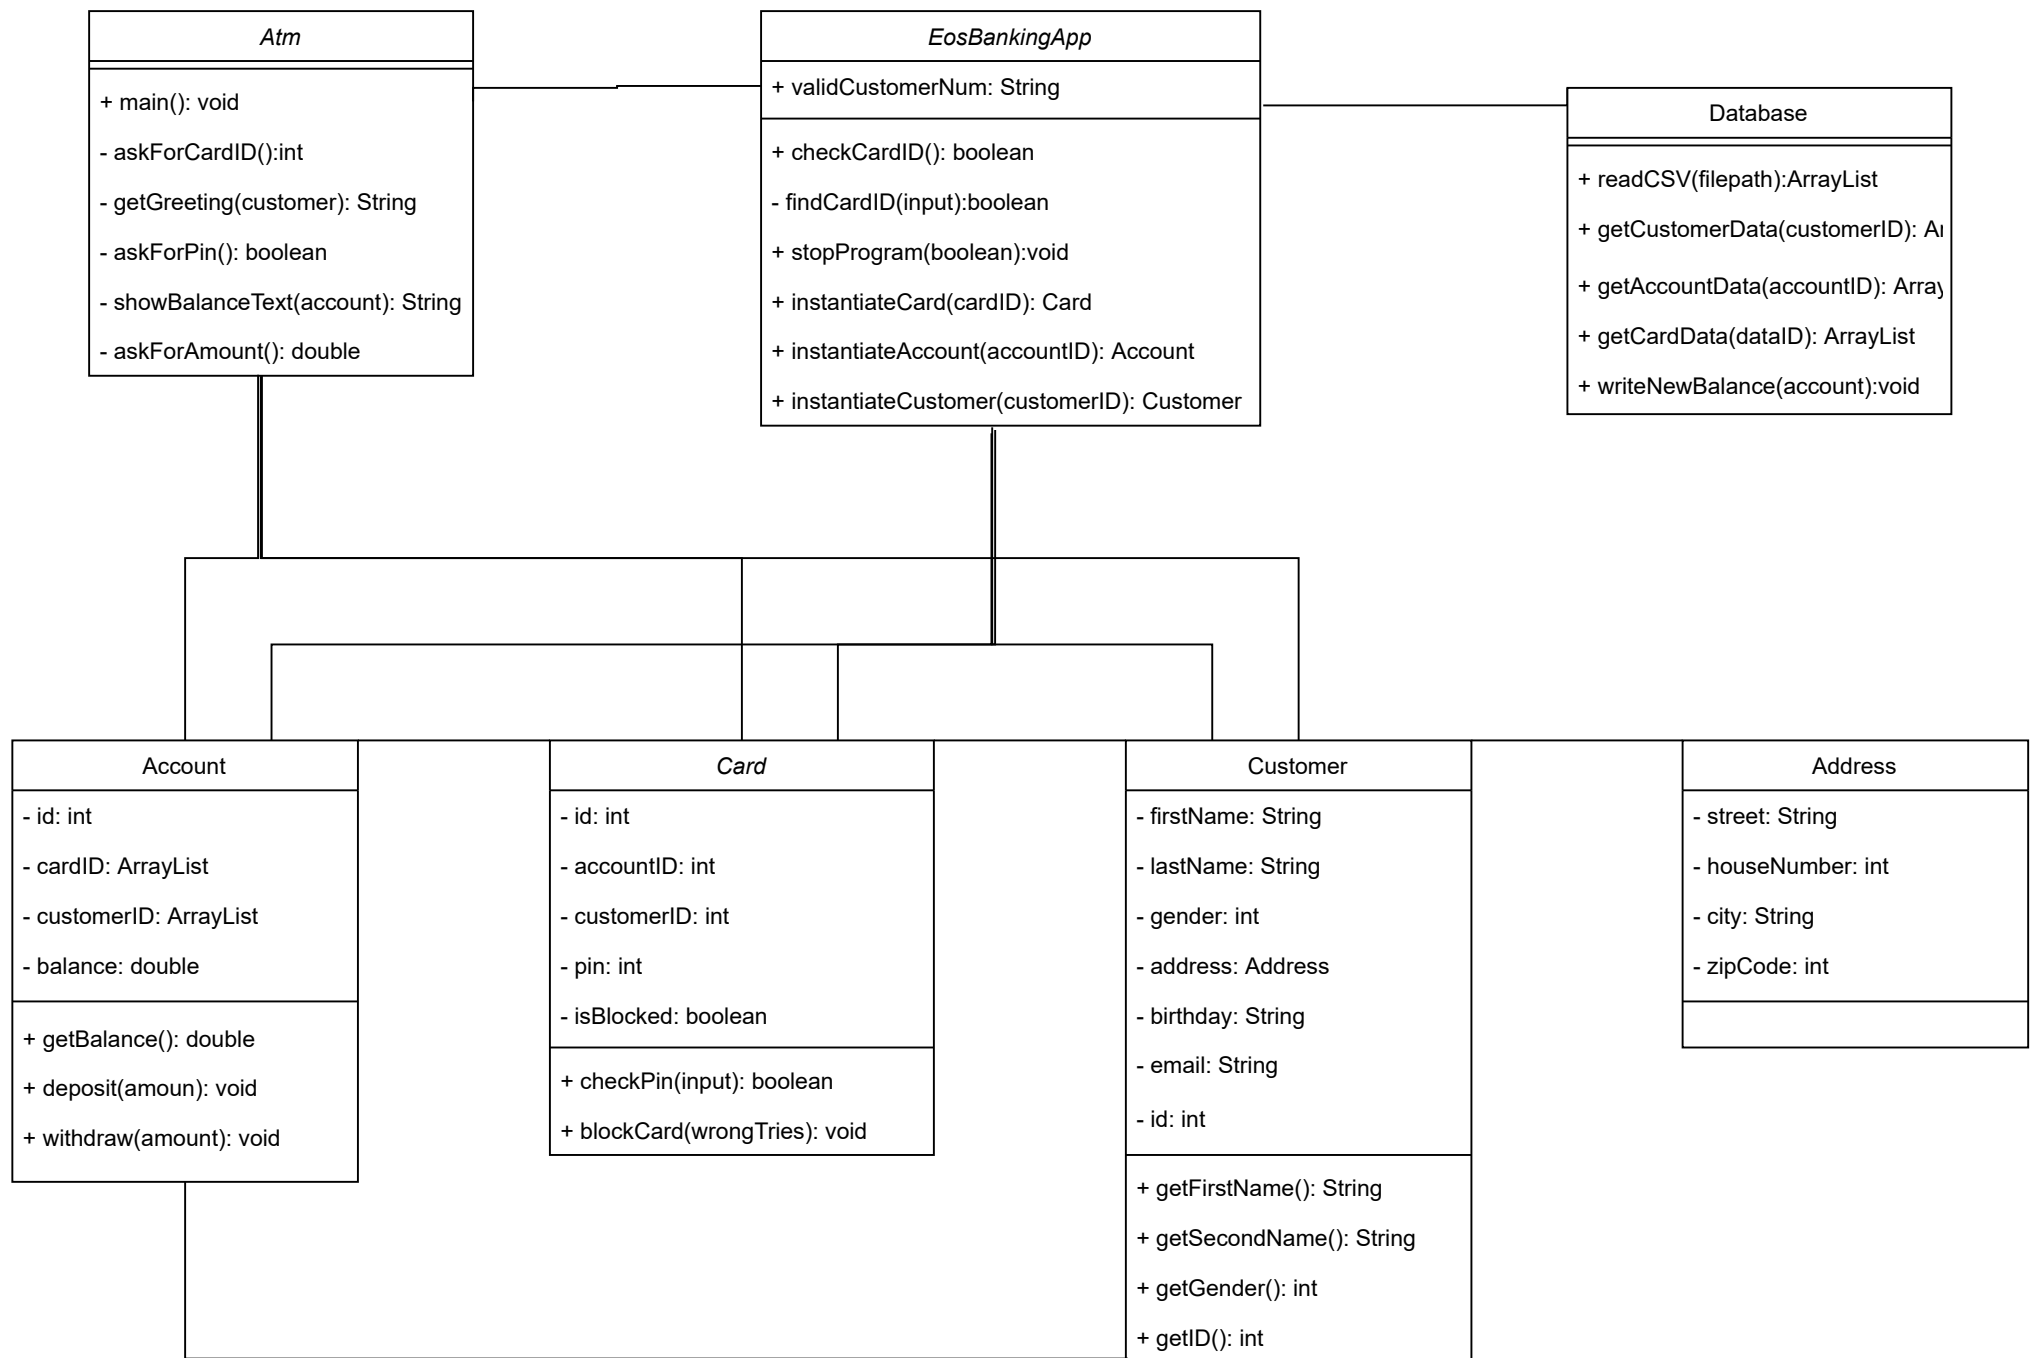 Atm
+ main(): void
- askForCardID():int
- getGreeting(customer): String
- askForPin(): boolean
- showBalanceText(account): String
- askForAmount(): double
EosBankingApp
+ validCustomerNum: String
+ checkCardID(): boolean
- findCardID(input):boolean
+ stopProgram(boolean):void
+ instantiateCard(cardID): Card
+ instantiateAccount(accountID): Account
+ instantiateCustomer(customerID): Customer
Database
+ readCSV(filepath):ArrayList
+ getCustomerData(customerID):
+ getAccountData(accountID): Array
+ getCardData(dataID): ArrayList
+ writeNewBalance(account):void
Account
- id: int
- cardID: ArrayList
- customerID: ArrayList
- balance: double
+ getBalance(): double
+ deposit(amoun): void
+ withdraw(amount): void
Card
- id: int
- accountID: int
- customerID: int
- pin: int
- isBlocked: boolean
+ checkPin(input): boolean
+ blockCard(wrongTries): void
Customer
- firstName: String
- lastName: String
- gender: int
- address: Address
- birthday: String
- email: String
- id: int
+ getFirstName(): String
+ getSecondName(): String
+ getGender(): int
+ getID(): int
Address
- street: String
- houseNumber: int
- city: String
- zipCode: int